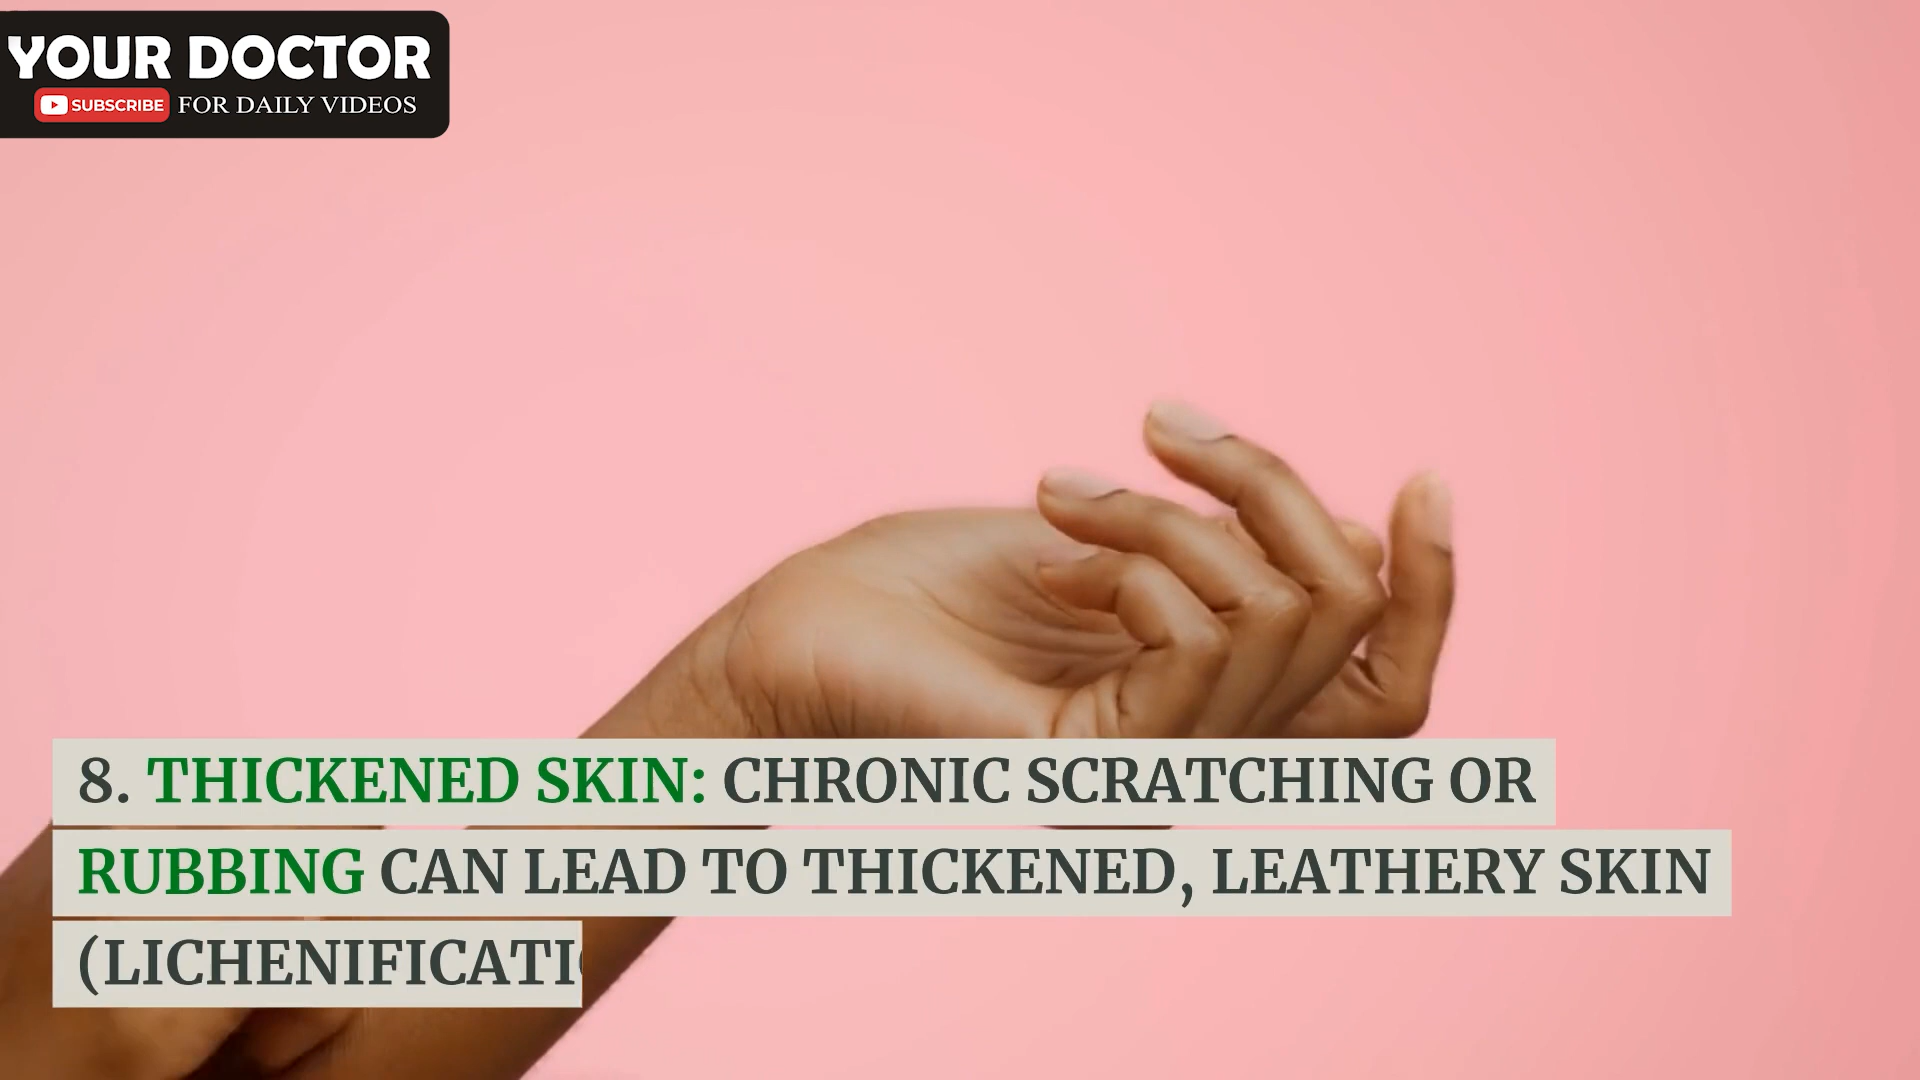 YOUR DOCTOR
SUBSCRIBE FOR DAILY VIDEOS
8. THICKENED SKIN: CHRONIC SCRATCHING OR
RUBBING CAN LEAD TO THICKENED, LEATHERY SKIN
(LICHENIFICATI